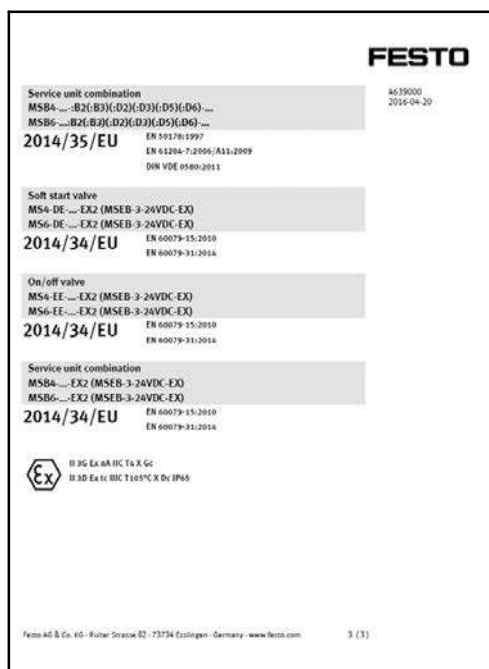 FESTO
4639000
2016-04-20
Service unit combination
MSB4-...-:B2(:B3)(:D2)(:D3)(:D5)(:D6)-...
MSB6-...:B2(:B3)(:D2)(:D3)(:D5)(:D6)-...
2014/35/EU
EN 50178:1997
EN 61204-7:2006/A11:2009
DIN VDE 0580:2011
Soft start valve
MS4-DE-...-EX2 (MSEB-3-24VDC-EX)
MS6-DE-...-EX2 (MSEB-3-24VDC-EX)
2014/34/EU
EN 60079-15:2010
EN 60079-31:2014
On/off valve
MS4-EE-...-EX2 (MSEB-3-24VDC-EX)
MS6-EE-...-EX2 (MSEB-3-24VDC-EX)
2014/34/EU
EN 60079-15:2010
EN 60079-31:2014
Service unit combination
MSB4-...-EX2 (MSEB-3-24VDC-EX)
MSB6-...-EX2 (MSEB-3-24VDC-EX)
2014/34/EU
EN 60079-15:2010
EN 60079-31:2014
Ex
II 3G Ex nA IIC T4 X Gc
II 3D Ex tc IIIC T105°C X Dc IP65
Festo AG & Co. KG - Ruiter Strasse 82 - 73734 Esslingen - Germany - www.festo.com
3 (3)